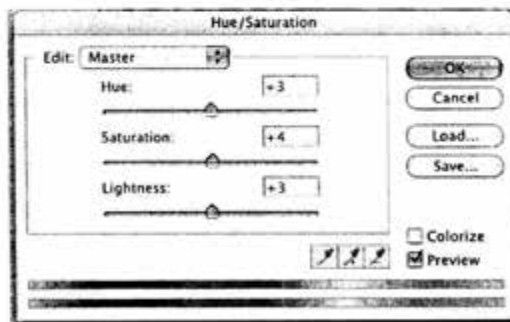 Hue/Saturation
Edit: Master
Hue: +3
Saturation: +4
Lightness: +3
OK
Cancel
Load...
Save...
Colorize
Preview